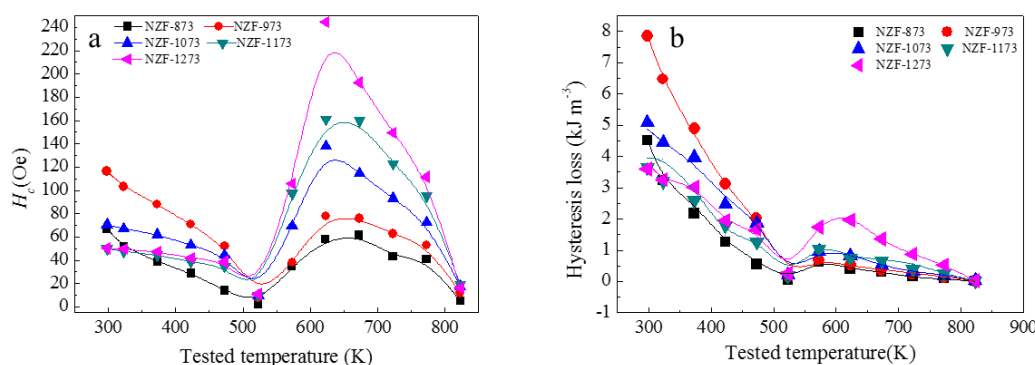 a
NZF-873 NZF-973
NZF-1073 NZF-1173
NZF-1273
240
220
200
180
160
140
120
100
80
60
40
20
0
Hc(Oe)
300 400 500 600 700 800
Tested temperature (K)
b
NZF-873 NZF-973
NZF-1073 NZF-1173
NZF-1273
8
7
6
5
4
3
2
1
0
-1
Hysteresis loss (kJ m-3)
300 400 500 600 700 800 900
Tested temperature(K)